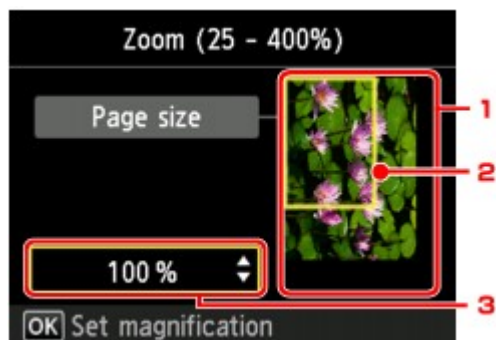 Zoom (25 – 400%)
Page size
1
2
100 %
3
OK Set magnification